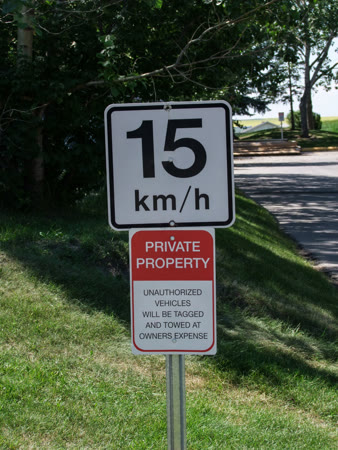 15
km/h
PRIVATE
PROPERTY
UNAUTHORIZED
VEHICLES
WILL BE TAGGED
AND TOWED AT
OWNERS EXPENSE